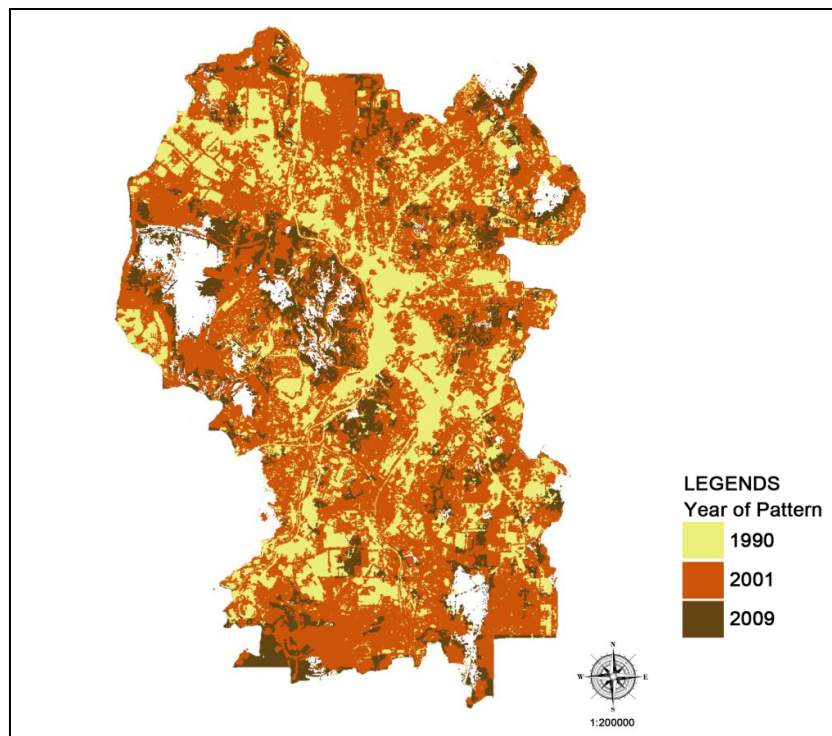 LEGENDS
Year of Pattern
1990
2001
2009
N
W E
S
1:200000